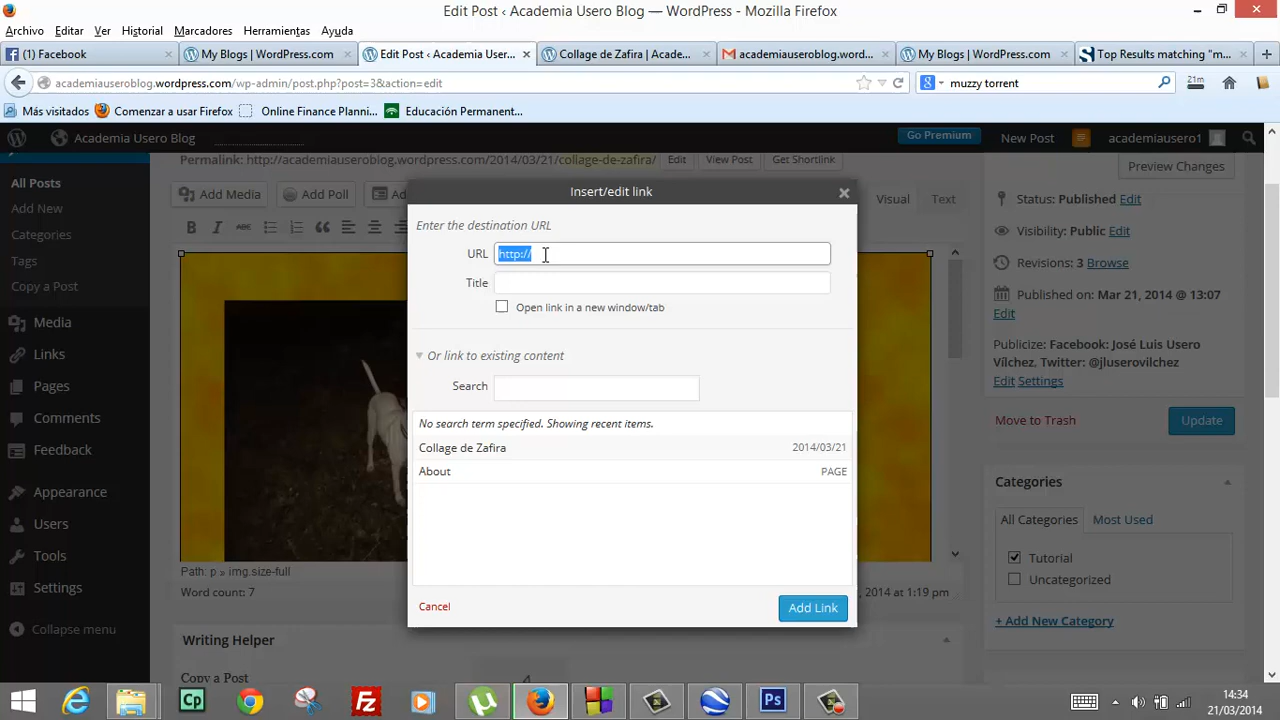 Edit Post ‹ Academia Usero Blog — WordPress - Mozilla Firefox
Archivo Editar Ver Historial Marcadores Herramientas Ayuda
(1) Facebook × My Blogs | WordPress.com × Edit Post ‹ Academia User... × Collage de Zafira | Acade... × academiauseroblog.word... × My Blogs | WordPress.com × Top Results matching "m... × +
academiauseroblog.wordpress.com/wp-admin/post.php?post=3&action=edit
muzzy torrent
21m
Más visitados Comenzar a usar Firefox Online Finance Planni... Educación Permanent...
Academia Usero Blog Go Premium New Post academiausero1
Permalink: http://academiauseroblog.wordpress.com/2014/03/21/collage-de-zafira/ Edit View Post Get Shortlink
All Posts
Add New
Categories
Tags
Copy a Post
Media
Links
Pages
Comments
Feedback
Appearance
Users
Tools
Settings
Collapse menu
Add Media Add Poll Ad
Visual Text
B I ABC
Insert/edit link ×
Enter the destination URL
URL http://
Title
Open link in a new window/tab
Or link to existing content
Search
No search term specified. Showing recent items.
Collage de Zafira 2014/03/21
About PAGE
Cancel Add Link
Path: p » img.size-full
Word count: 7 , 2014 at 1:19 pm
Writing Helper
Copy a Post
Preview Changes
Status: Published Edit
Visibility: Public Edit
Revisions: 3 Browse
Published on: Mar 21, 2014 @ 13:07
Edit
Publicize: Facebook: José Luis Usero
Vílchez, Twitter: @jluserovilchez
Edit Settings
Move to Trash Update
Categories
All Categories Most Used
Tutorial
Uncategorized
+ Add New Category
Cp Fz Ps
14:34
21/03/2014